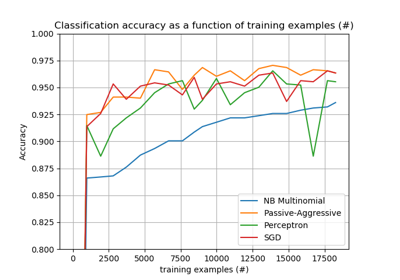 Classification accuracy as a function of training examples (#)
1.000
0.975
0.950
0.925
0.900
0.875
0.850
0.825
0.800
Accuracy
NB Multinomial
Passive-Aggressive
Perceptron
SGD
0 2500 5000 7500 10000 12500 15000 17500
training examples (#)